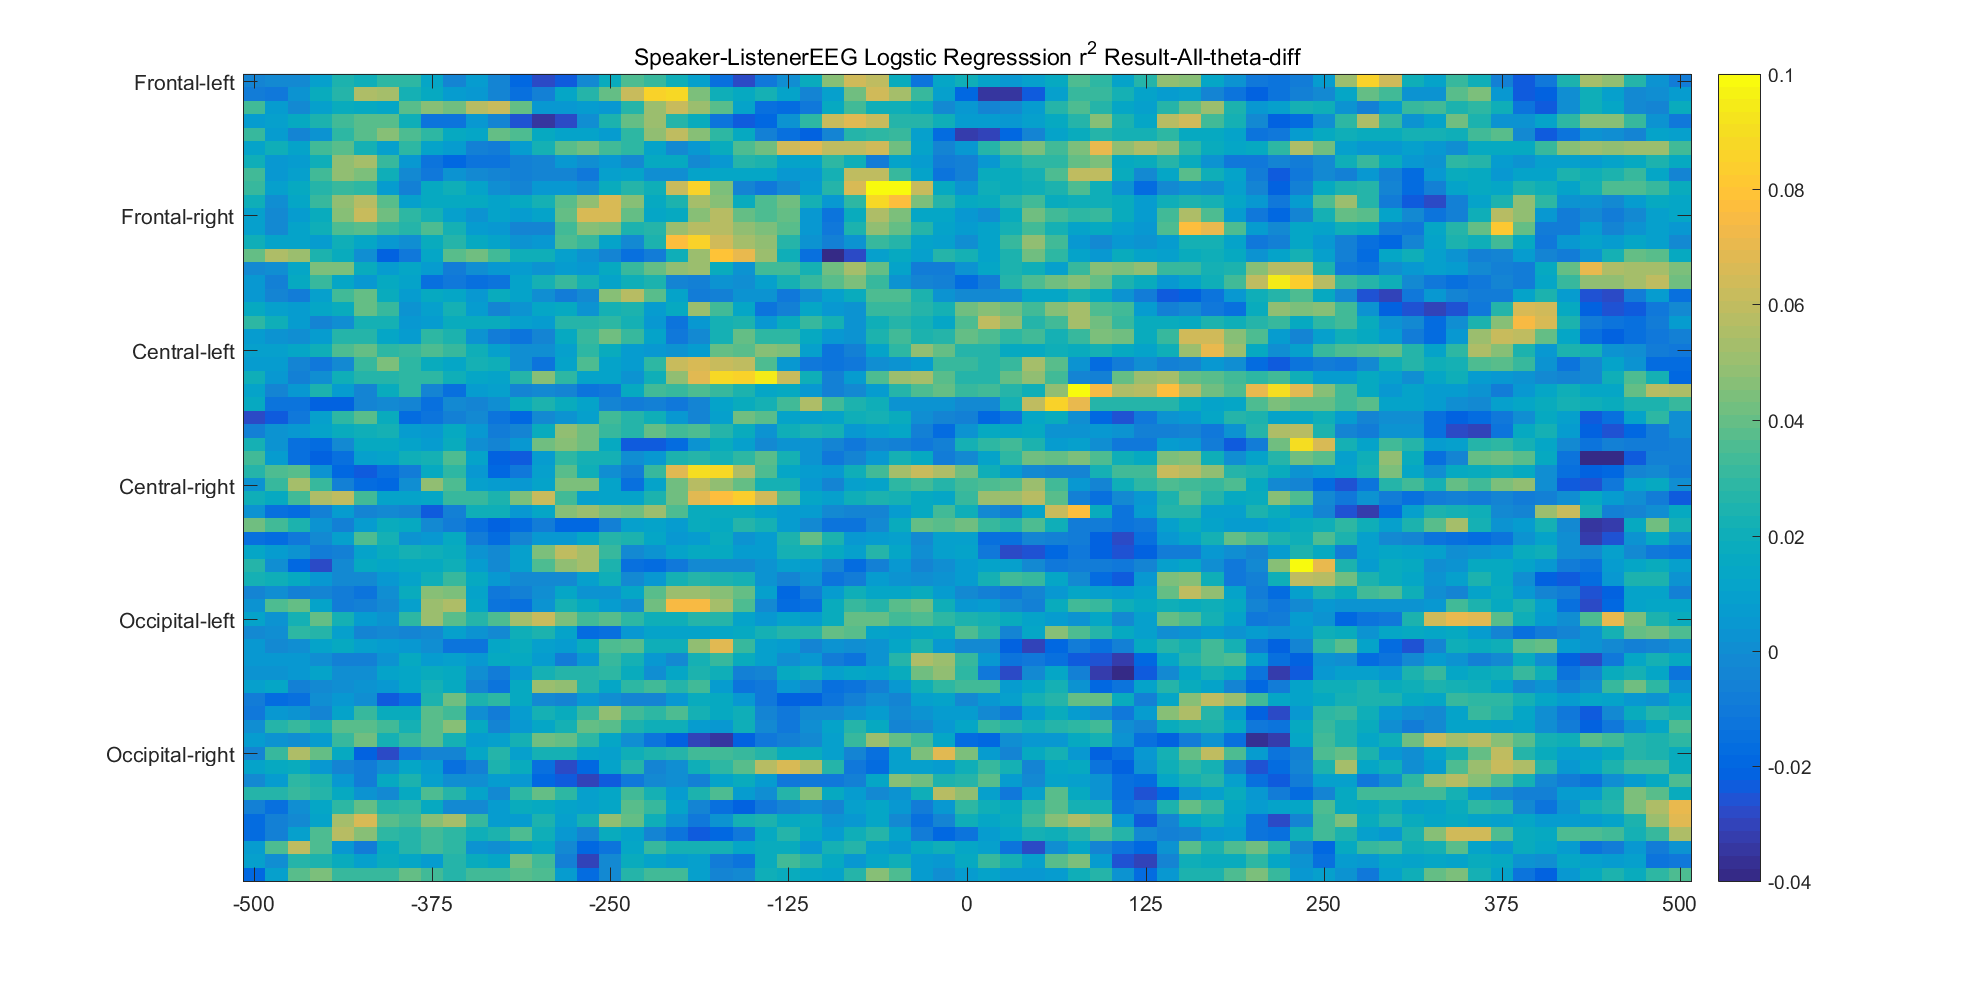 Speaker-ListenerEEG Logstic Regresssion r² Result-All-theta-diff
Frontal-left
Frontal-right
Central-left
Central-right
Occipital-left
Occipital-right
-500 -375 -250 -125 0 125 250 375 500
0.1
0.08
0.06
0.04
0.02
0
-0.02
-0.04